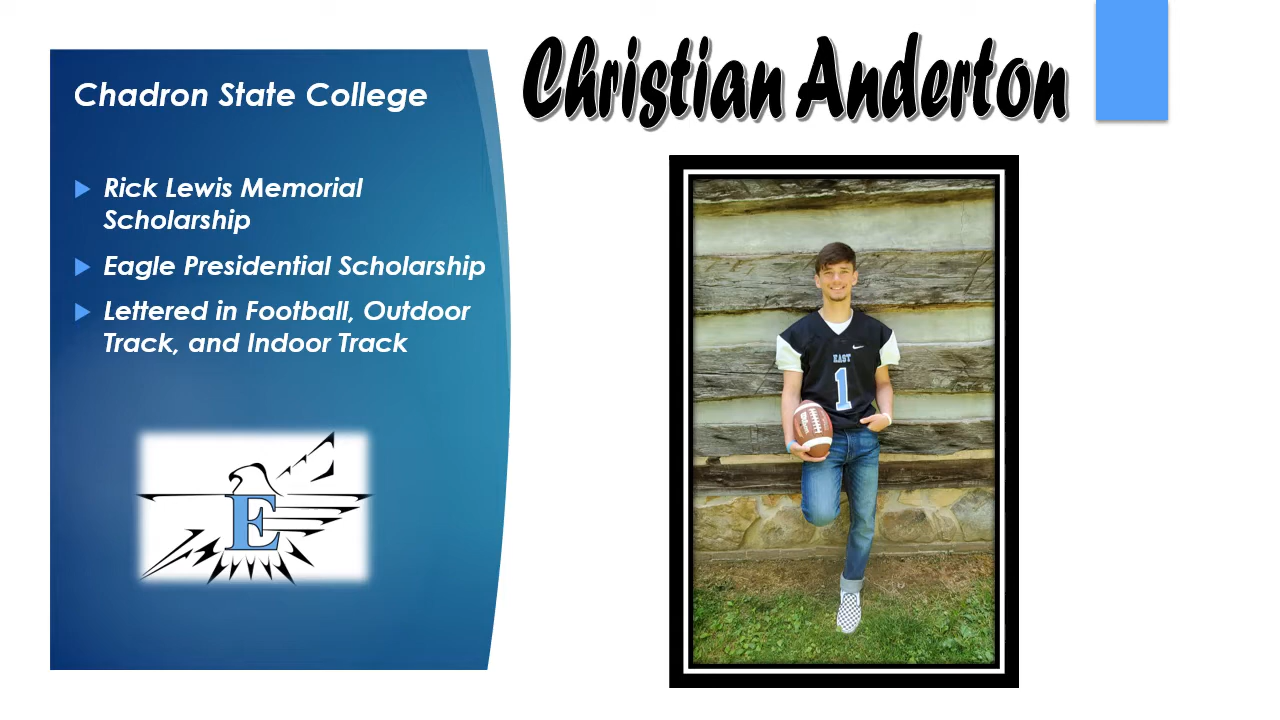 Christian Anderton
Chadron State College
Rick Lewis Memorial
Scholarship
Eagle Presidential Scholarship
Lettered in Football, Outdoor
Track, and Indoor Track
E
EAST
1
Wilson